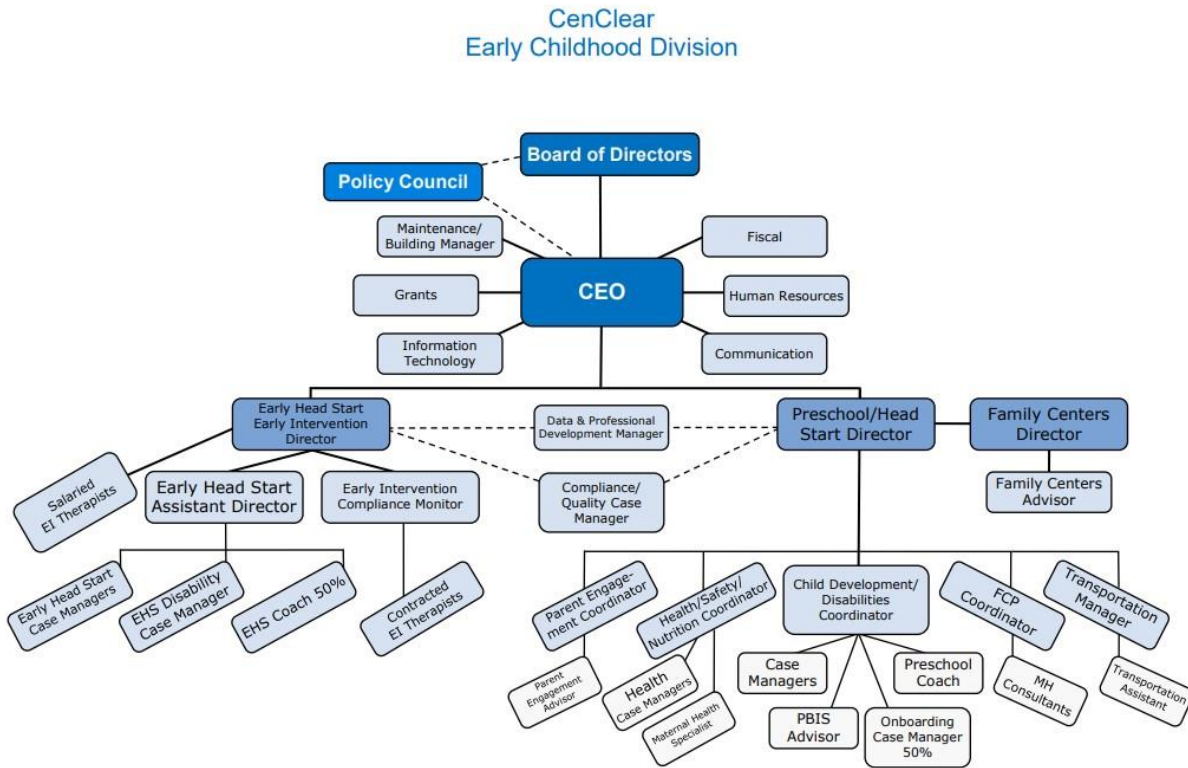 CenClear
Early Childhood Division
Board of Directors
Policy Council
Maintenance/
Building Manager
Fiscal
CEO
Grants
Human Resources
Information
Technology
Communication
Early Head Start
Early Intervention
Director
Data & Professional
Development Manager
Preschool/Head
Start Director
Family Centers
Director
Salaried
EI Therapists
Early Head Start
Assistant Director
Early Intervention
Compliance Monitor
Compliance/
Quality Case
Manager
Family Centers
Advisor
Early Head Start
Case Managers
EHS Disability
Case Manager
EHS Coach 50%
Contracted
EI Therapists
Parent Engage-
ment Coordinator
Health/Safety/
Nutrition Coordinator
Child Development/
Disabilities
Coordinator
FCP
Coordinator
Transportation
Manager
Parent
Engagement
Advisor
Health
Case Managers
Maternal Health
Specialist
Case
Managers
PBIS
Advisor
Preschool
Coach
Onboarding
Case Manager
50%
MH
Consultants
Transportation
Assistant